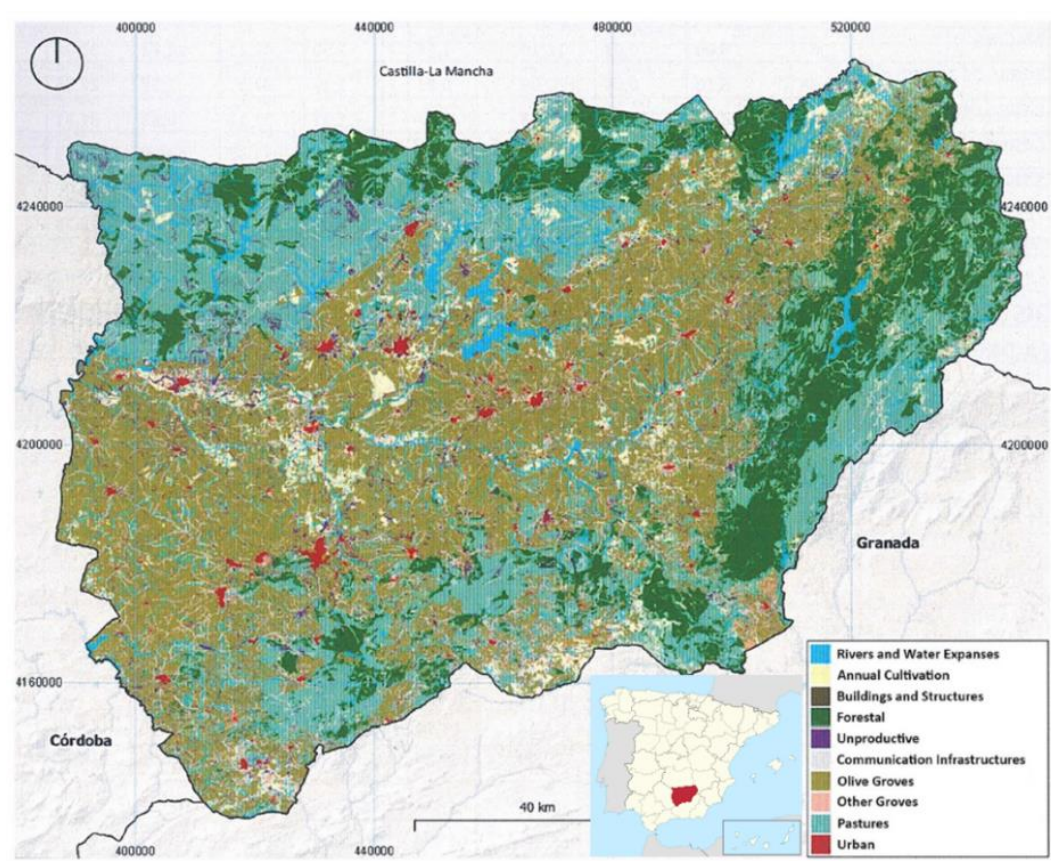 400000 440000 480000 520000
Castilla-La Mancha
4240000 4240000
4200000 4200000
Granada
Rivers and Water Expanses
Annual Cultivation
4160000
Buildings and Structures
Forestal
Córdoba
Unproductive
Communication Infrastructures
Olive Groves
40 km
Other Groves
Pastures
Urban
400000 440000